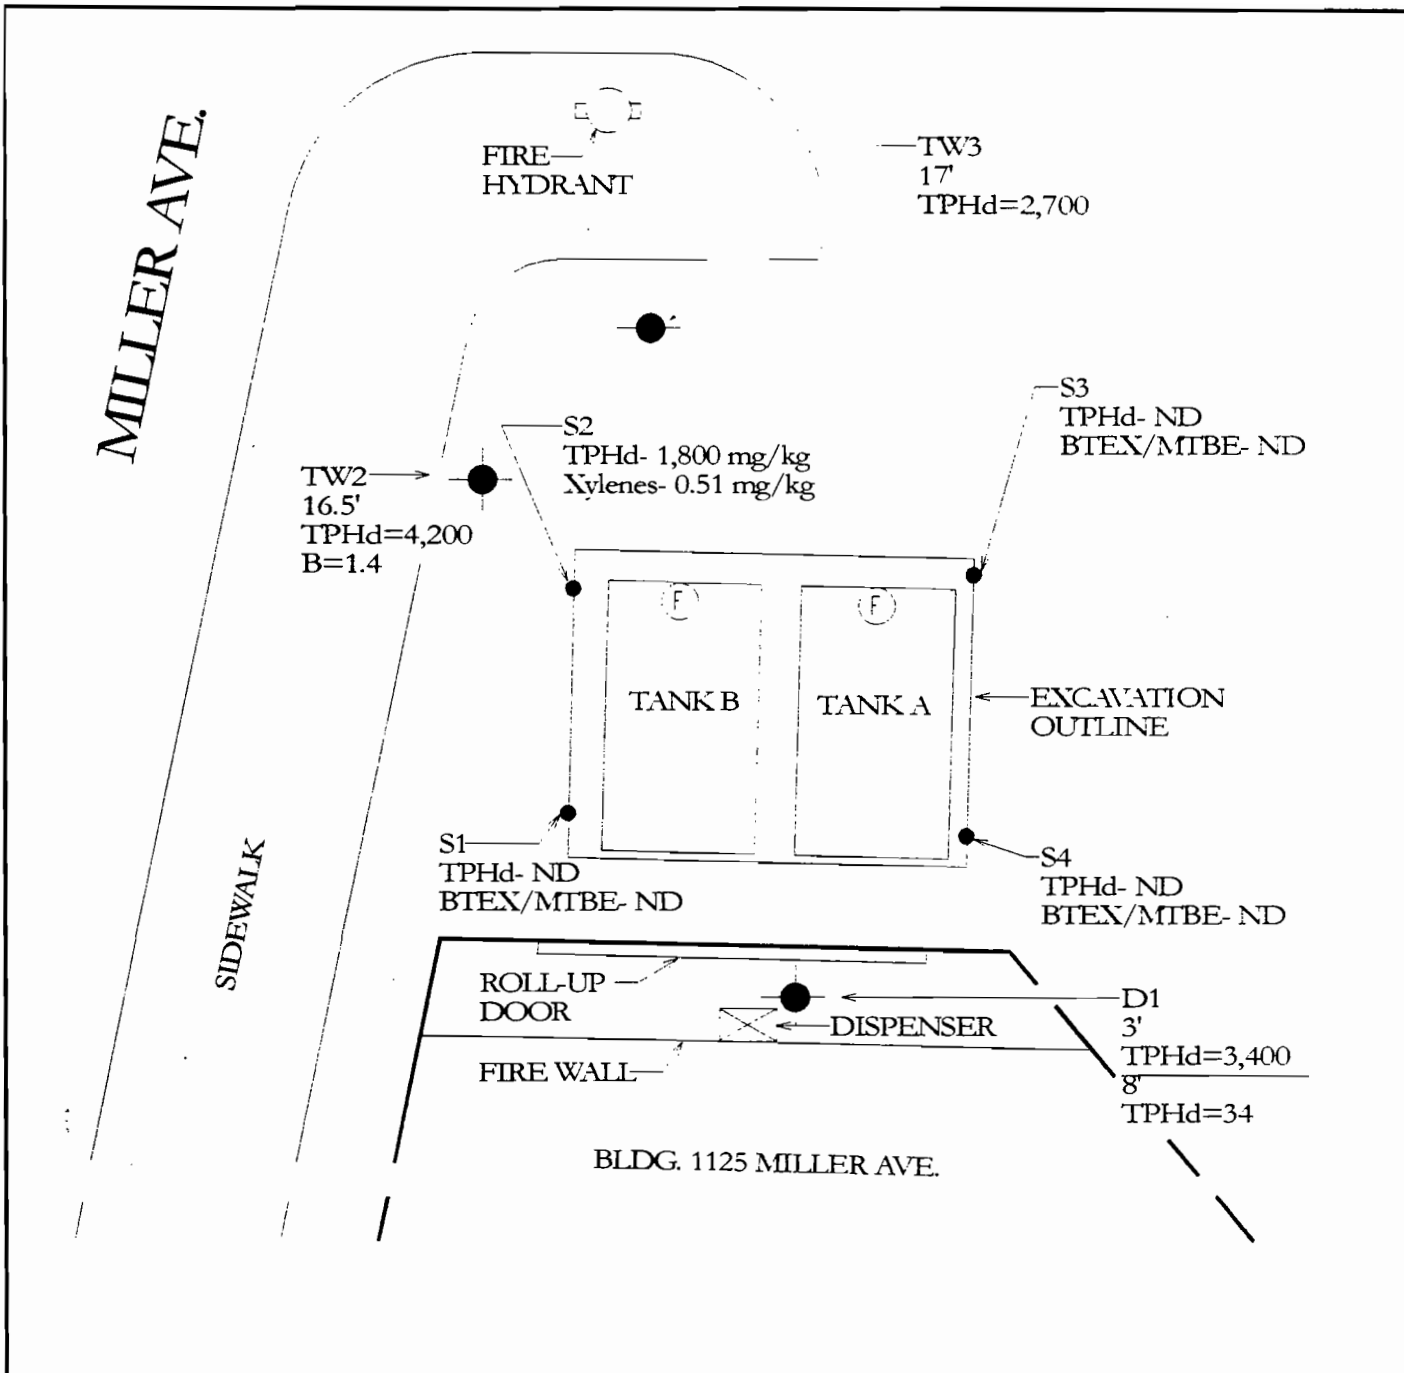 MILLER AVE.
FIRE
HYDRANT
TW3
17'
TPHd=2,700
S3
TPHd- ND
BTEX/MTBE- ND
S2
TPHd- 1,800 mg/kg
Xylenes- 0.51 mg/kg
TW2
16.5'
TPHd=4,200
B=1.4
F
F
TANK B
TANK A
EXCAVATION
OUTLINE
S1
TPHd- ND
BTEX/MTBE- ND
S4
TPHd- ND
BTEX/MTBE- ND
SIDEWALK
ROLL-UP
DOOR
D1
3'
TPHd=3,400
8'
TPHd=34
DISPENSER
FIRE WALL
BLDG. 1125 MILLER AVE.